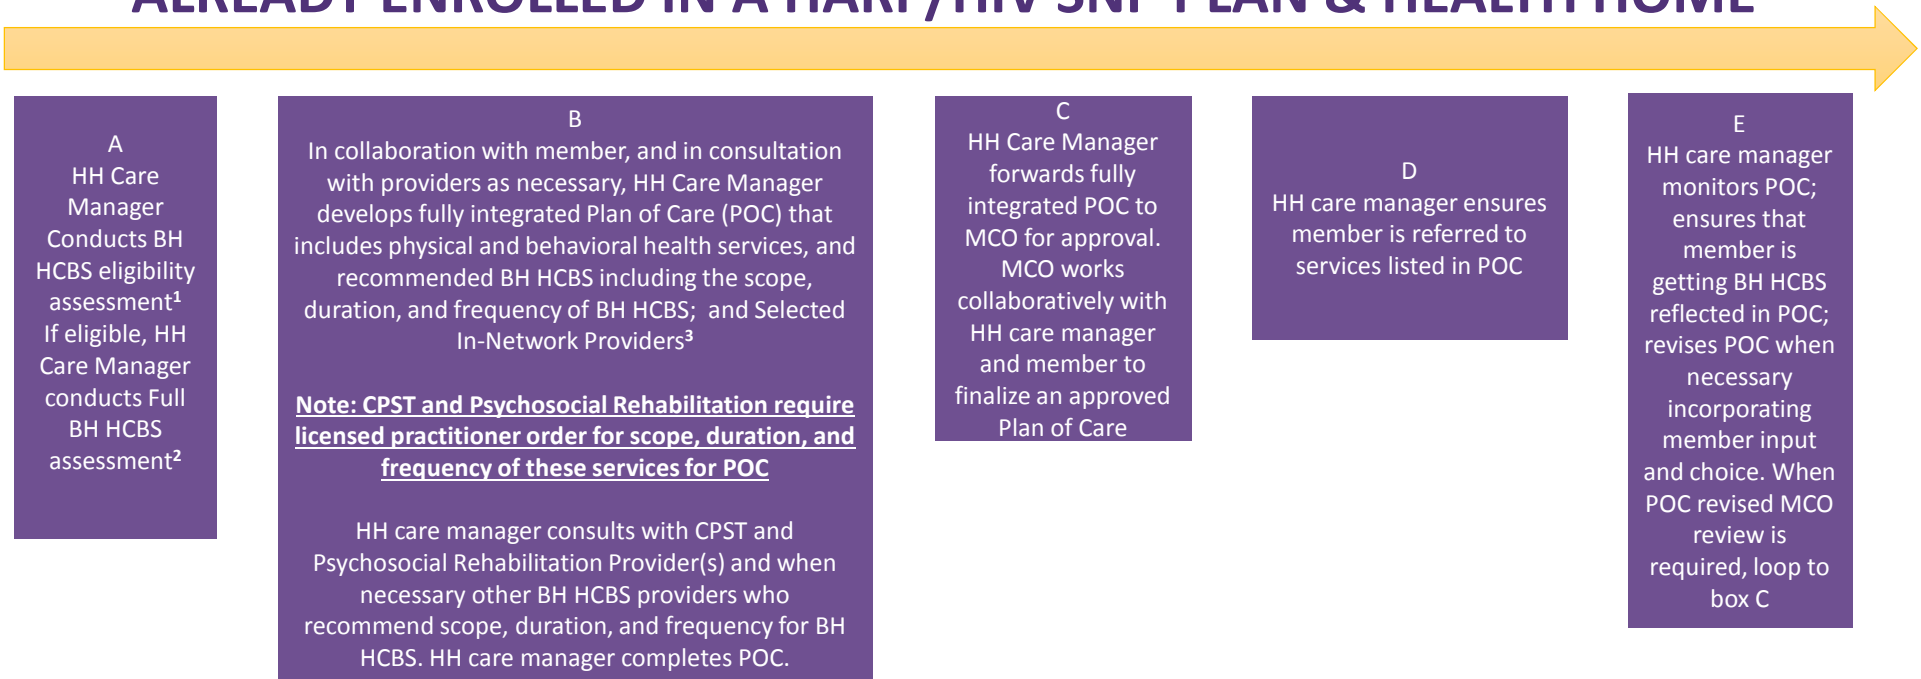 ALREADY ENROLLED IN A HARP/HIV SNP PLAN & HEALTH HOME
A
HH Care
Manager
Conducts BH
HCBS eligibility
assessment¹
If eligible, HH
Care Manager
conducts Full
BH HCBS
assessment²
B
In collaboration with member, and in consultation
with providers as necessary, HH Care Manager
develops fully integrated Plan of Care (POC) that
includes physical and behavioral health services, and
recommended BH HCBS including the scope,
duration, and frequency of BH HCBS; and Selected
In-Network Providers³
Note: CPST and Psychosocial Rehabilitation require
licensed practitioner order for scope, duration, and
frequency of these services for POC
HH care manager consults with CPST and
Psychosocial Rehabilitation Provider(s) and when
necessary other BH HCBS providers who
recommend scope, duration, and frequency for BH
HCBS. HH care manager completes POC.
C
HH Care Manager
forwards fully
integrated POC to
MCO for approval.
MCO works
collaboratively with
HH care manager
and member to
finalize an approved
Plan of Care
D
HH care manager ensures
member is referred to
services listed in POC
E
HH care manager
monitors POC;
ensures that
member is
getting BH HCBS
reflected in POC;
revises POC when
necessary
incorporating
member input
and choice. When
POC revised MCO
review is
required, loop to
box C